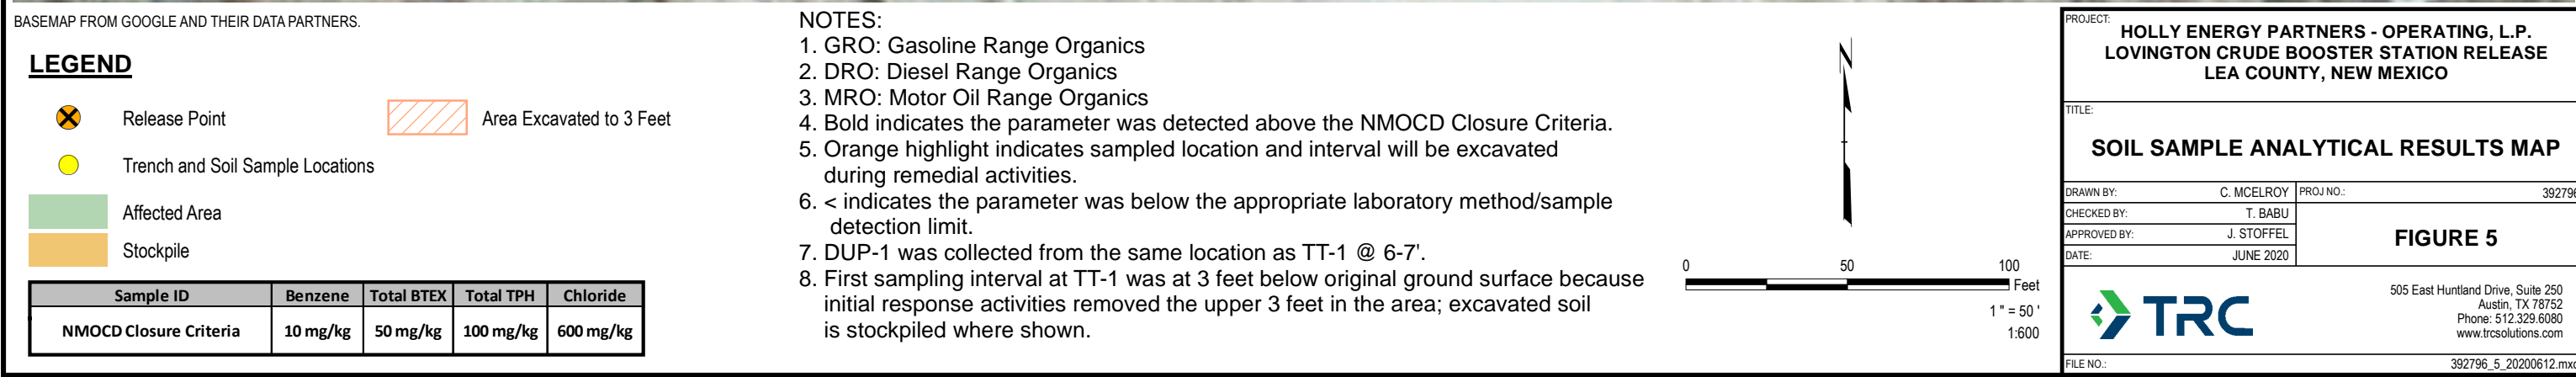 BASEMAP FROM GOOGLE AND THEIR DATA PARTNERS.
LEGEND
Release Point
Area Excavated to 3 Feet
Trench and Soil Sample Locations
Affected Area
Stockpile
Sample ID Benzene Total BTEX Total TPH Chloride
NMOCD Closure Criteria 10 mg/kg 50 mg/kg 100 mg/kg 600 mg/kg
NOTES:
1. GRO: Gasoline Range Organics
2. DRO: Diesel Range Organics
3. MRO: Motor Oil Range Organics
4. Bold indicates the parameter was detected above the NMOCD Closure Criteria.
5. Orange highlight indicates sampled location and interval will be excavated
during remedial activities.
6. < indicates the parameter was below the appropriate laboratory method/sample
detection limit.
7. DUP-1 was collected from the same location as TT-1 @ 6-7'.
8. First sampling interval at TT-1 was at 3 feet below original ground surface because
initial response activities removed the upper 3 feet in the area; excavated soil
is stockpiled where shown.
N
0 50 100
Feet
1 " = 50 '
1:600
PROJECT:
HOLLY ENERGY PARTNERS - OPERATING, L.P.
LOVINGTON CRUDE BOOSTER STATION RELEASE
LEA COUNTY, NEW MEXICO
TITLE:
SOIL SAMPLE ANALYTICAL RESULTS MAP
DRAWN BY: C. MCELROY PROJ NO.: 392796
CHECKED BY: T. BABU
APPROVED BY: J. STOFFEL
DATE: JUNE 2020
FIGURE 5
TRC
505 East Huntland Drive, Suite 250
Austin, TX 78752
Phone: 512.329.6080
www.trcsolutions.com
FILE NO.: 392796_5_20200612.mxd